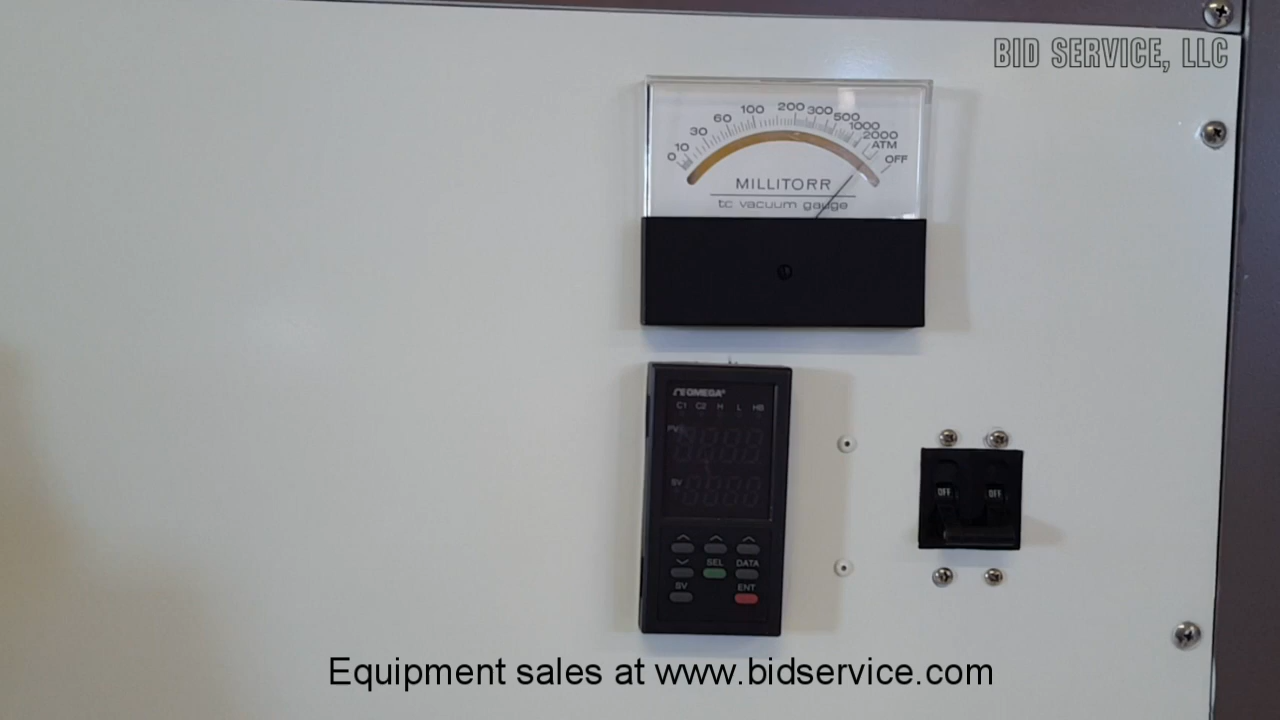 BID SERVICE, LLC
0 10 30 60 100 200 300 500 1000 2000 ATM OFF
MILLITORR
tc vacuum gauge
OMEGA
C1 C2 H L HB
PV
SV
SEL DATA
SV ENT
OFF OFF
Equipment sales at www.bidservice.com